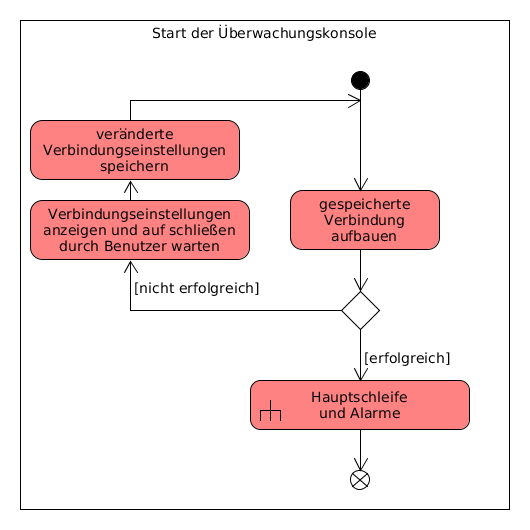 Start der Überwachungskonsole
veränderte
Verbindungseinstellungen
speichern
Verbindungseinstellungen
anzeigen und auf schließen
durch Benutzer warten
gespeicherte
Verbindung
aufbauen
[nicht erfolgreich]
[erfolgreich]
Hauptschleife
und Alarme